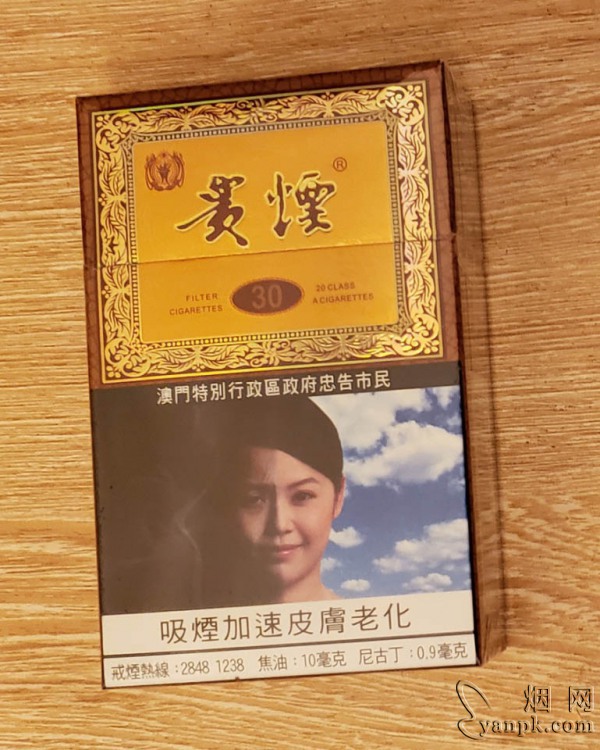 貴煙®
FILTER
CIGARETTES
30
20 CLASS
A CIGARETTES
澳門特別行政區政府忠告市民
吸煙加速皮膚老化
戒煙熱線:2848 1238 焦油:10毫克 尼古丁:0.9毫克
烟 网
yanpk.com